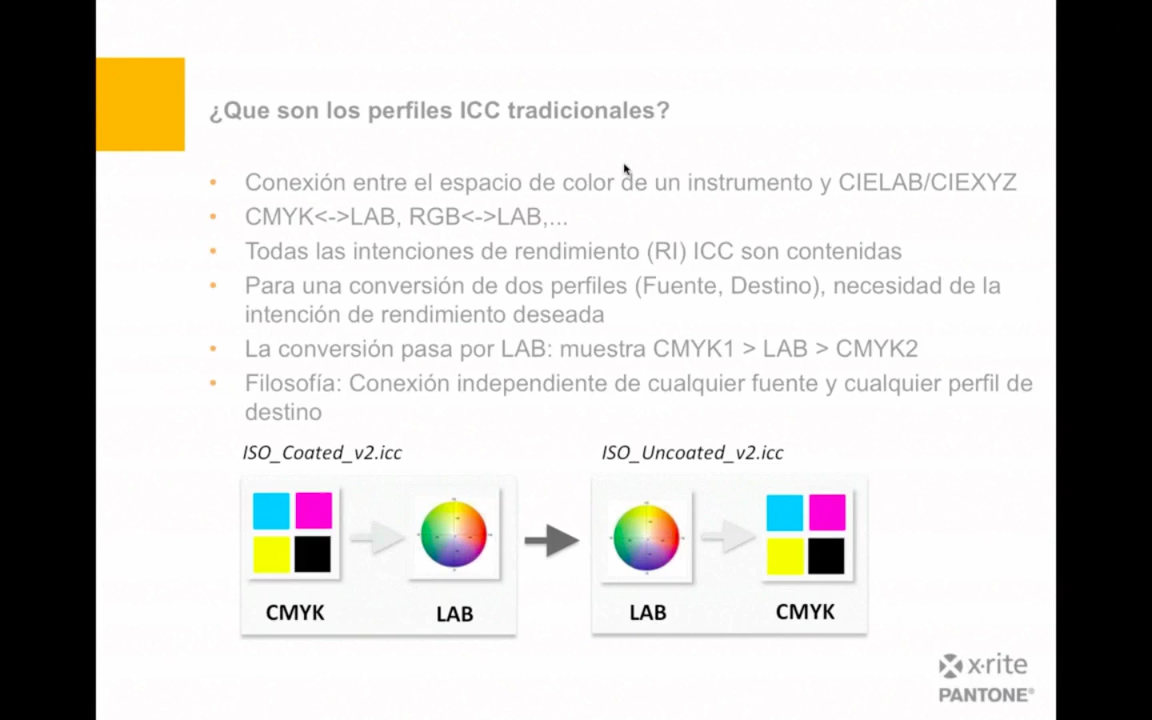 ¿Que son los perfiles ICC tradicionales?
• Conexión entre el espacio de color de un instrumento y CIELAB/CIEXYZ
• CMYK<->LAB, RGB<->LAB,...
• Todas las intenciones de rendimiento (RI) ICC son contenidas
• Para una conversión de dos perfiles (Fuente, Destino), necesidad de la
intención de rendimiento deseada
• La conversión pasa por LAB: muestra CMYK1 > LAB > CMYK2
• Filosofía: Conexión independiente de cualquier fuente y cualquier perfil de
destino
ISO_Coated_v2.icc
ISO_Uncoated_v2.icc
CMYK
LAB
LAB
CMYK
x·rite
PANTONE®